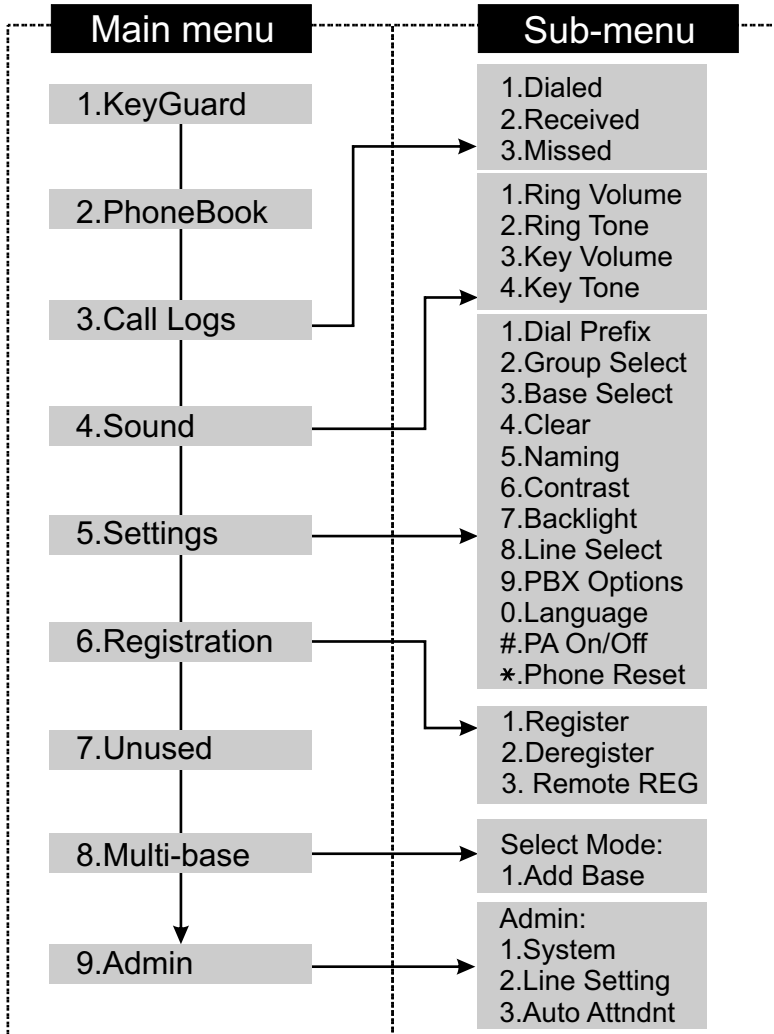 Main menu
1.KeyGuard
2.PhoneBook
3.Call Logs
4.Sound
5.Settings
6.Registration
7.Unused
8.Multi-base
9.Admin
Sub-menu
1.Dialed
2.Received
3.Missed
1.Ring Volume
2.Ring Tone
3.Key Volume
4.Key Tone
1.Dial Prefix
2.Group Select
3.Base Select
4.Clear
5.Naming
6.Contrast
7.Backlight
8.Line Select
9.PBX Options
0.Language
#.PA On/Off
*.Phone Reset
1.Register
2.Deregister
3. Remote REG
Select Mode:
1.Add Base
Admin:
1.System
2.Line Setting
3.Auto Attndnt